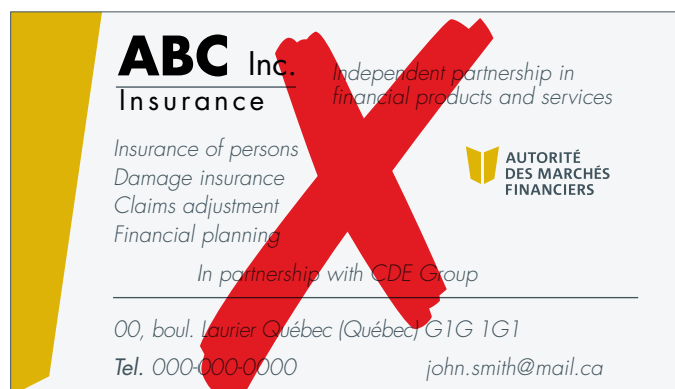 ABC Inc.
Insurance
Independent partnership in
financial products and services
Insurance of persons
Damage insurance
Claims adjustment
Financial planning
AUTORITÉ
DES MARCHÉS
FINANCIERS
In partnership with CDE Group
00, boul. Laurier Québec (Québec) G1G 1G1
Tel. 000-000-0000
john.smith@mail.ca